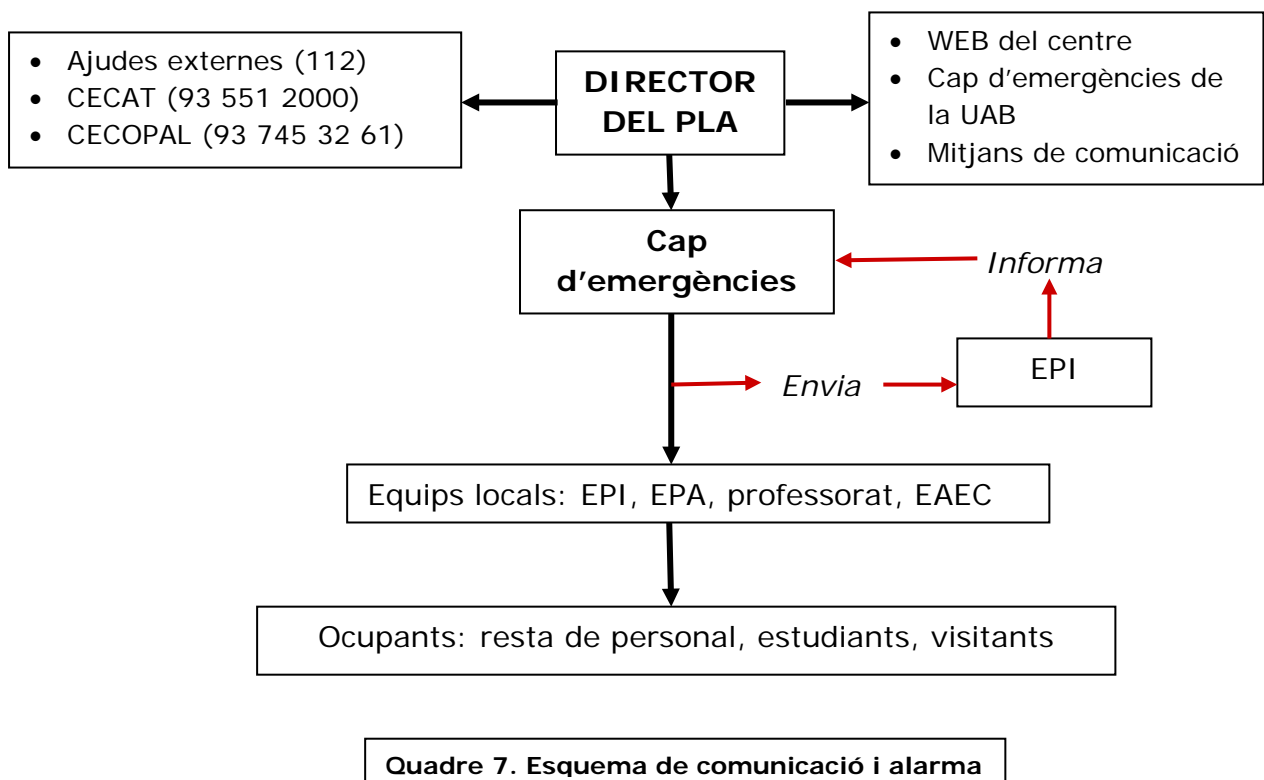 • Ajudes externes (112)
• CECAT (93 551 2000)
• CECOPAL (93 745 32 61)
DIRECTOR
DEL PLA
• WEB del centre
• Cap d’emergències de
la UAB
• Mitjans de comunicació
Cap
d’emergències
Informa
EPI
Envia
Equips locals: EPI, EPA, professorat, EAEC
Ocupants: resta de personal, estudiants, visitants
Quadre 7. Esquema de comunicació i alarma